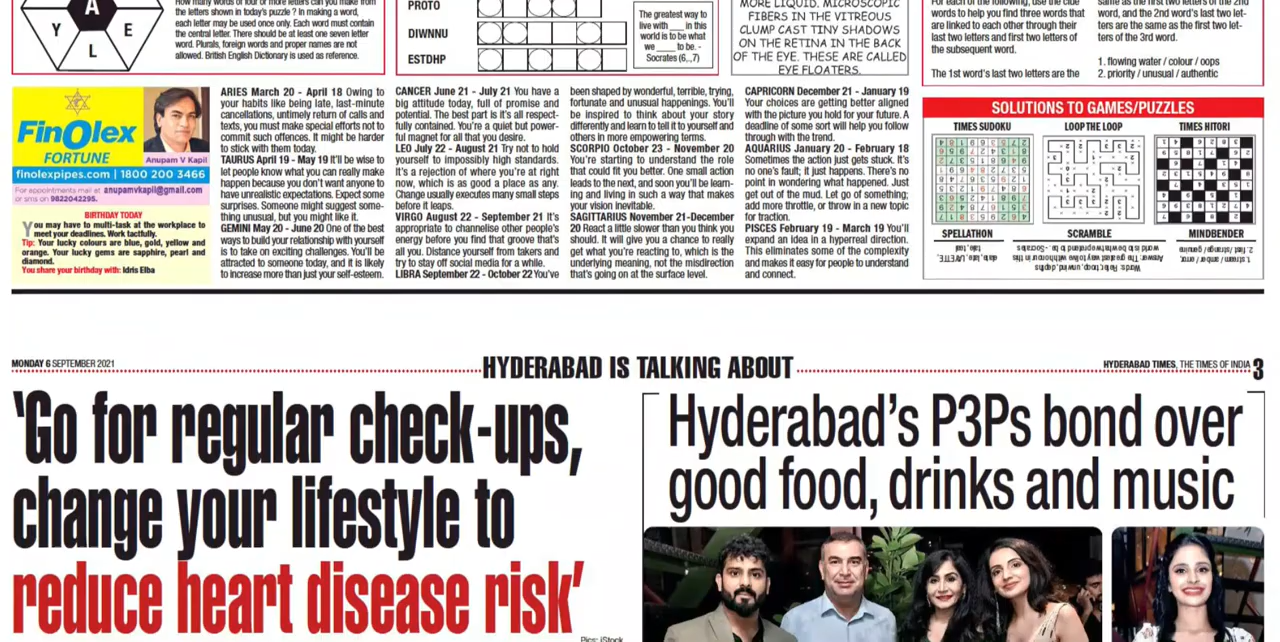 How many words of four or more letters can you make from
the letters shown in today's puzzle ? In making a word,
each letter may be used once only. Each word must contain
the central letter. There should be at least one seven letter
word. Plurals, foreign words and proper names are not
allowed. British English Dictionary is used as reference.
A
Y
E
L
PROTO
DIWNNU
ESTDHP
The greatest way to
live with ____ in this
world is to be what
we ____ to be. -
Socrates (6,,7)
MORE LIQUID. MICROSCOPIC
FIBERS IN THE VITREOUS
CLUMP CAST TINY SHADOWS
ON THE RETINA IN THE BACK
OF THE EYE. THESE ARE CALLED
EYE FLOATERS.
For each of the following, use the clue
words to help you find three words that
are linked to each other through their
last two letters and first two letters of
the subsequent word.
The 1st word's last two letters are the
same as the first two letters of the 2nd
word, and the 2nd word's last two let-
ters are the same as the first two let-
ters of the 3rd word.
1. flowing water / colour / oops
2. priority / unusual / authentic
FinOlex
FORTUNE
Anupam V Kapil
finolexpipes.com | 1800 200 3466
For appointments mail at anupamvkapil@gmail.com
or sms on 9822042295.
BIRTHDAY TODAY
You may have to multi-task at the workplace to
meet your deadlines. Work tactfully.
Tip: Your lucky colours are blue, gold, yellow and
orange. Your lucky gems are sapphire, pearl and
diamond.
You share your birthday with: Idris Elba
ARIES March 20 - April 18 Owing to
your habits like being late, last-minute
cancellations, untimely return of calls and
texts, you must make special efforts not to
commit such offences. It might be harder
to stick with them today.
TAURUS April 19 - May 19 It'll be wise to
let people know what you can really make
happen because you don't want anyone to
have unrealistic expectations. Expect some
surprises. Someone might suggest some-
thing unusual, but you might like it.
GEMINI May 20 - June 20 One of the best
ways to build your relationship with yourself
is to take on exciting challenges. You'll be
attracted to someone today, and it is likely
to increase more than just your self-esteem.
CANCER June 21 - July 21 You have a
big attitude today, full of promise and
potential. The best part is it's all respect-
fully contained. You're a quiet but power-
ful magnet for all that you desire.
LEO July 22 - August 21 Try not to hold
yourself to impossibly high standards.
It's a rejection of where you're at right
now, which is as good a place as any.
Change usually executes many small steps
before it leaps.
VIRGO August 22 - September 21 It's
appropriate to channelise other people's
energy before you find that groove that's
all you. Distance yourself from takers and
try to stay off social media for a while.
LIBRA September 22 - October 22 You've
been shaped by wonderful, terrible, trying,
fortunate and unusual happenings. You'll
be inspired to think about your story
differently and learn to tell it to yourself and
others in more empowering terms.
SCORPIO October 23 - November 20
You're starting to understand the role
that could fit you better. One small action
leads to the next, and soon you'll be learn-
ing and living in such a way that makes
your vision inevitable.
SAGITTARIUS November 21-December
20 React a little slower than you think you
should. It will give you a chance to really
get what you're reacting to, which is the
underlying meaning, not the misdirection
that's going on at the surface level.
CAPRICORN December 21 - January 19
Your choices are getting better aligned
with the picture you hold for your future. A
deadline of some sort will help you follow
through with the trend.
AQUARIUS January 20 - February 18
Sometimes the action just gets stuck. It's
no one's fault; it just happens. There's no
point in wondering what happened. Just
get out of the mud. Let go of something;
add more throttle, or throw in a new topic
for traction.
PISCES February 19 - March 19 You'll
expand an idea in a hyperreal direction.
This eliminates some of the complexity
and makes it easy for people to understand
and connect.
SOLUTIONS TO GAMES/PUZZLES
TIMES SUDOKU
LOOP THE LOOP
TIMES HITORI
SPELLATION
SCRAMBLE
MINDBENDER
Answer: The greatest way to live with honour in this
world is to be what we pretend to be. - Socrates
1. stream / amber / error,
2. first / strange / genuine
MONDAY 6 SEPTEMBER 2021
HYDERABAD IS TALKING ABOUT
HYDERABAD TIMES, THE TIMES OF INDIA 3
'Go for regular check-ups,
change your lifestyle to
reduce heart disease risk'
Pics: iStock
Hyderabad's P3Ps bond over
good food, drinks and music